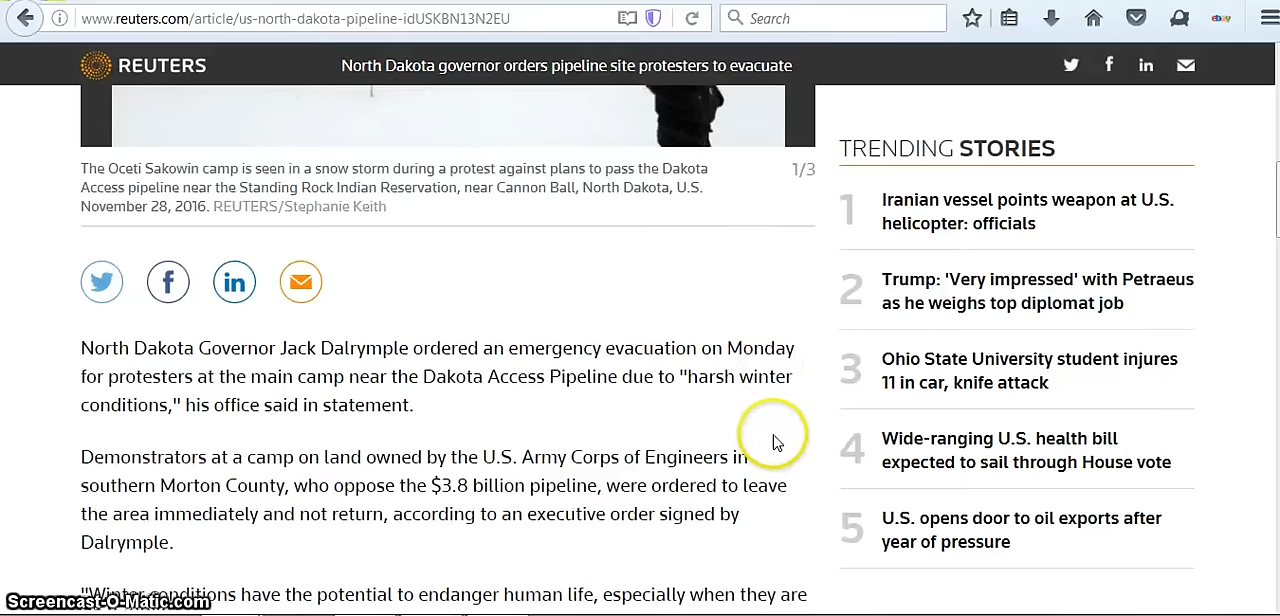 www.reuters.com/article/us-north-dakota-pipeline-idUSKBN13N2EU
Search
ebay
REUTERS
North Dakota governor orders pipeline site protesters to evacuate
The Oceti Sakowin camp is seen in a snow storm during a protest against plans to pass the Dakota
Access pipeline near the Standing Rock Indian Reservation, near Cannon Ball, North Dakota, U.S.
November 28, 2016. REUTERS/Stephanie Keith
1/3
North Dakota Governor Jack Dalrymple ordered an emergency evacuation on Monday
for protesters at the main camp near the Dakota Access Pipeline due to "harsh winter
conditions," his office said in statement.
Demonstrators at a camp on land owned by the U.S. Army Corps of Engineers in
southern Morton County, who oppose the $3.8 billion pipeline, were ordered to leave
the area immediately and not return, according to an executive order signed by
Dalrymple.
"Winter conditions have the potential to endanger human life, especially when they are
TRENDING STORIES
1
Iranian vessel points weapon at U.S.
helicopter: officials
2
Trump: 'Very impressed' with Petraeus
as he weighs top diplomat job
3
Ohio State University student injures
11 in car, knife attack
4
Wide-ranging U.S. health bill
expected to sail through House vote
5
U.S. opens door to oil exports after
year of pressure
Screencast-O-Matic.com